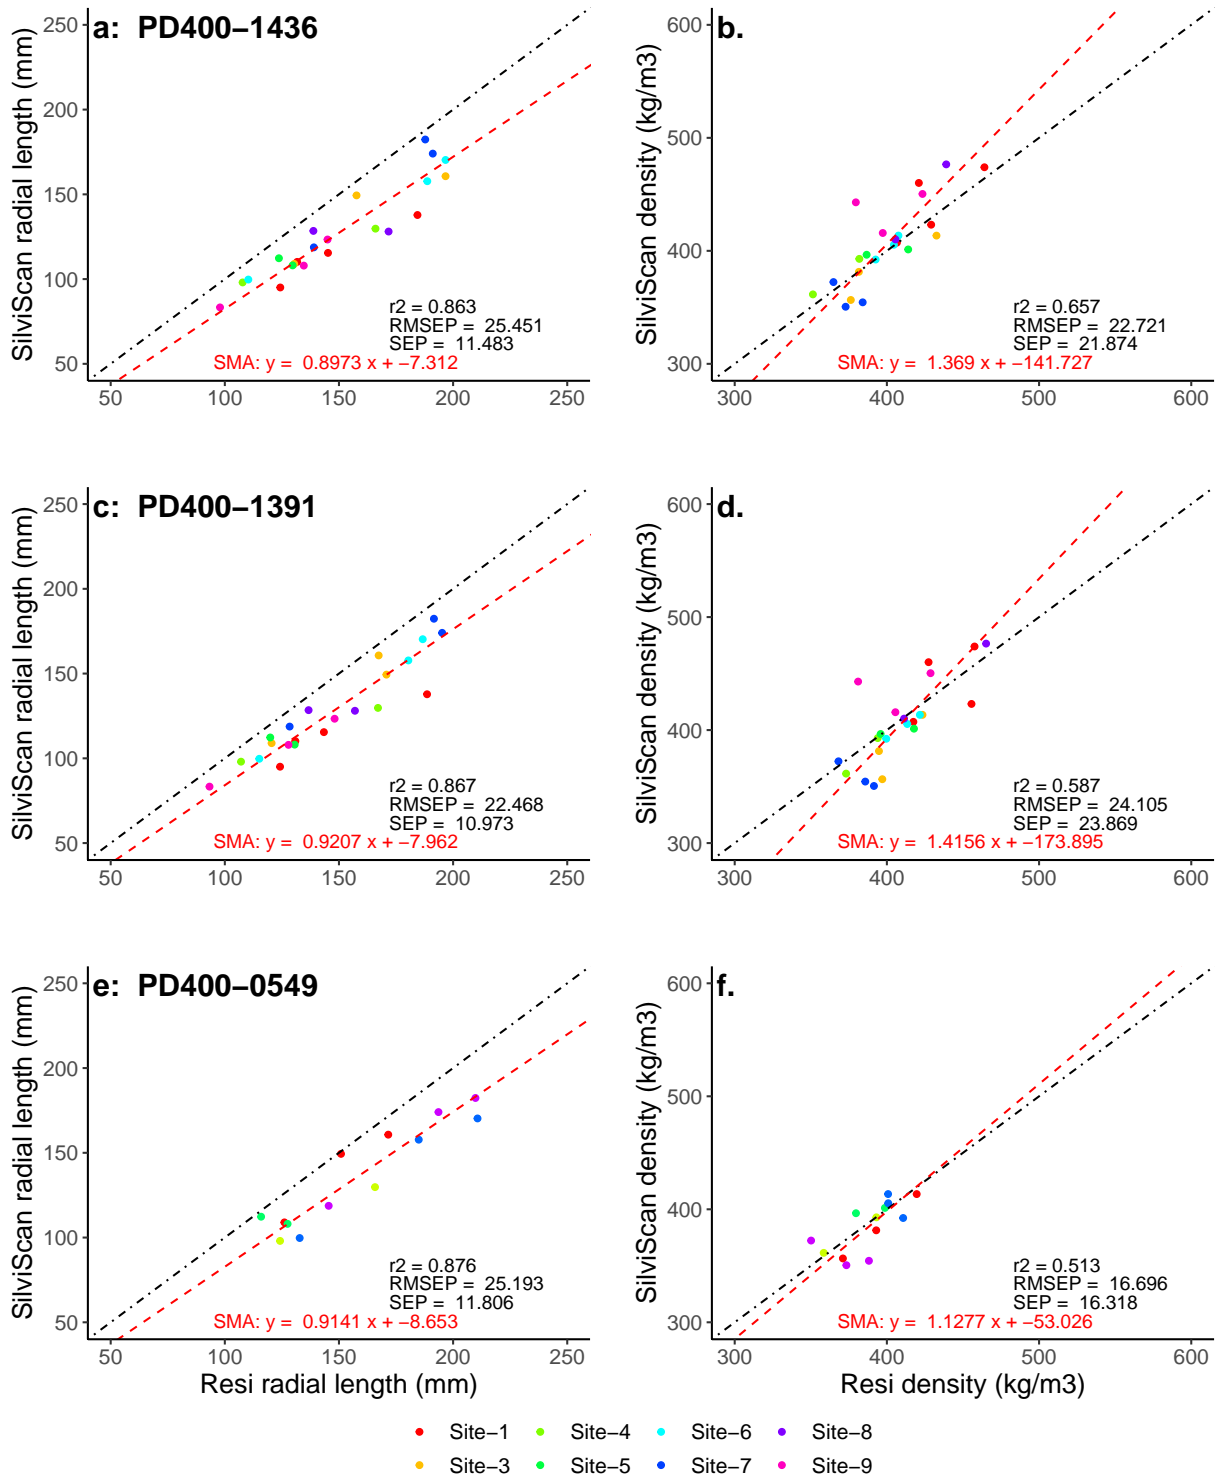 a: PD400−1436
SilviScan radial length (mm)
250
200
150
100
50
r2 = 0.863
RMSEP = 25.451
SEP = 11.483
SMA: y = 0.8973 x + −7.312
50 100 150 200 250
b.
SilviScan density (kg/m3)
600
500
400
300
r2 = 0.657
RMSEP = 22.721
SEP = 21.874
SMA: y = 1.369 x + −141.727
300 400 500 600
c: PD400−1391
SilviScan radial length (mm)
250
200
150
100
50
r2 = 0.867
RMSEP = 22.468
SEP = 10.973
SMA: y = 0.9207 x + −7.962
50 100 150 200 250
d.
SilviScan density (kg/m3)
600
500
400
300
r2 = 0.587
RMSEP = 24.105
SEP = 23.869
SMA: y = 1.4156 x + −173.895
300 400 500 600
e: PD400−0549
SilviScan radial length (mm)
250
200
150
100
50
r2 = 0.876
RMSEP = 25.193
SEP = 11.806
SMA: y = 0.9141 x + −8.653
50 100 150 200 250
Resi radial length (mm)
f.
SilviScan density (kg/m3)
600
500
400
300
r2 = 0.513
RMSEP = 16.696
SEP = 16.318
SMA: y = 1.1277 x + −53.026
300 400 500 600
Resi density (kg/m3)
Site−1 Site−4 Site−6 Site−8
Site−3 Site−5 Site−7 Site−9